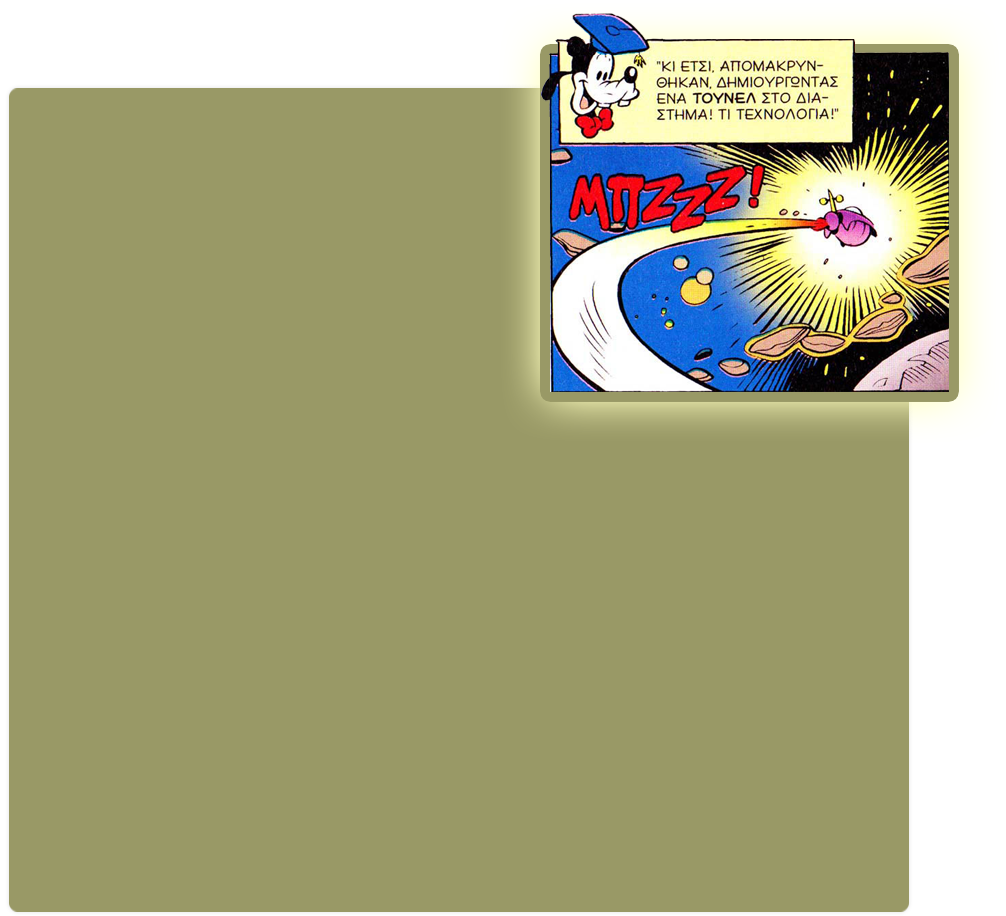 "ΚΙ ΕΤΣΙ, ΑΠΟΜΑΚΡΥΝ-
ΘΗΚΑΝ, ΔΗΜΙΟΥΡΓΩΝΤΑΣ
ΕΝΑ ΤΟΥΝΕΛ ΣΤΟ ΔΙΑ-
ΣΤΗΜΑ! ΤΙ ΤΕΧΝΟΛΟΓΙΑ!"
ΜΠΖΖΖ!